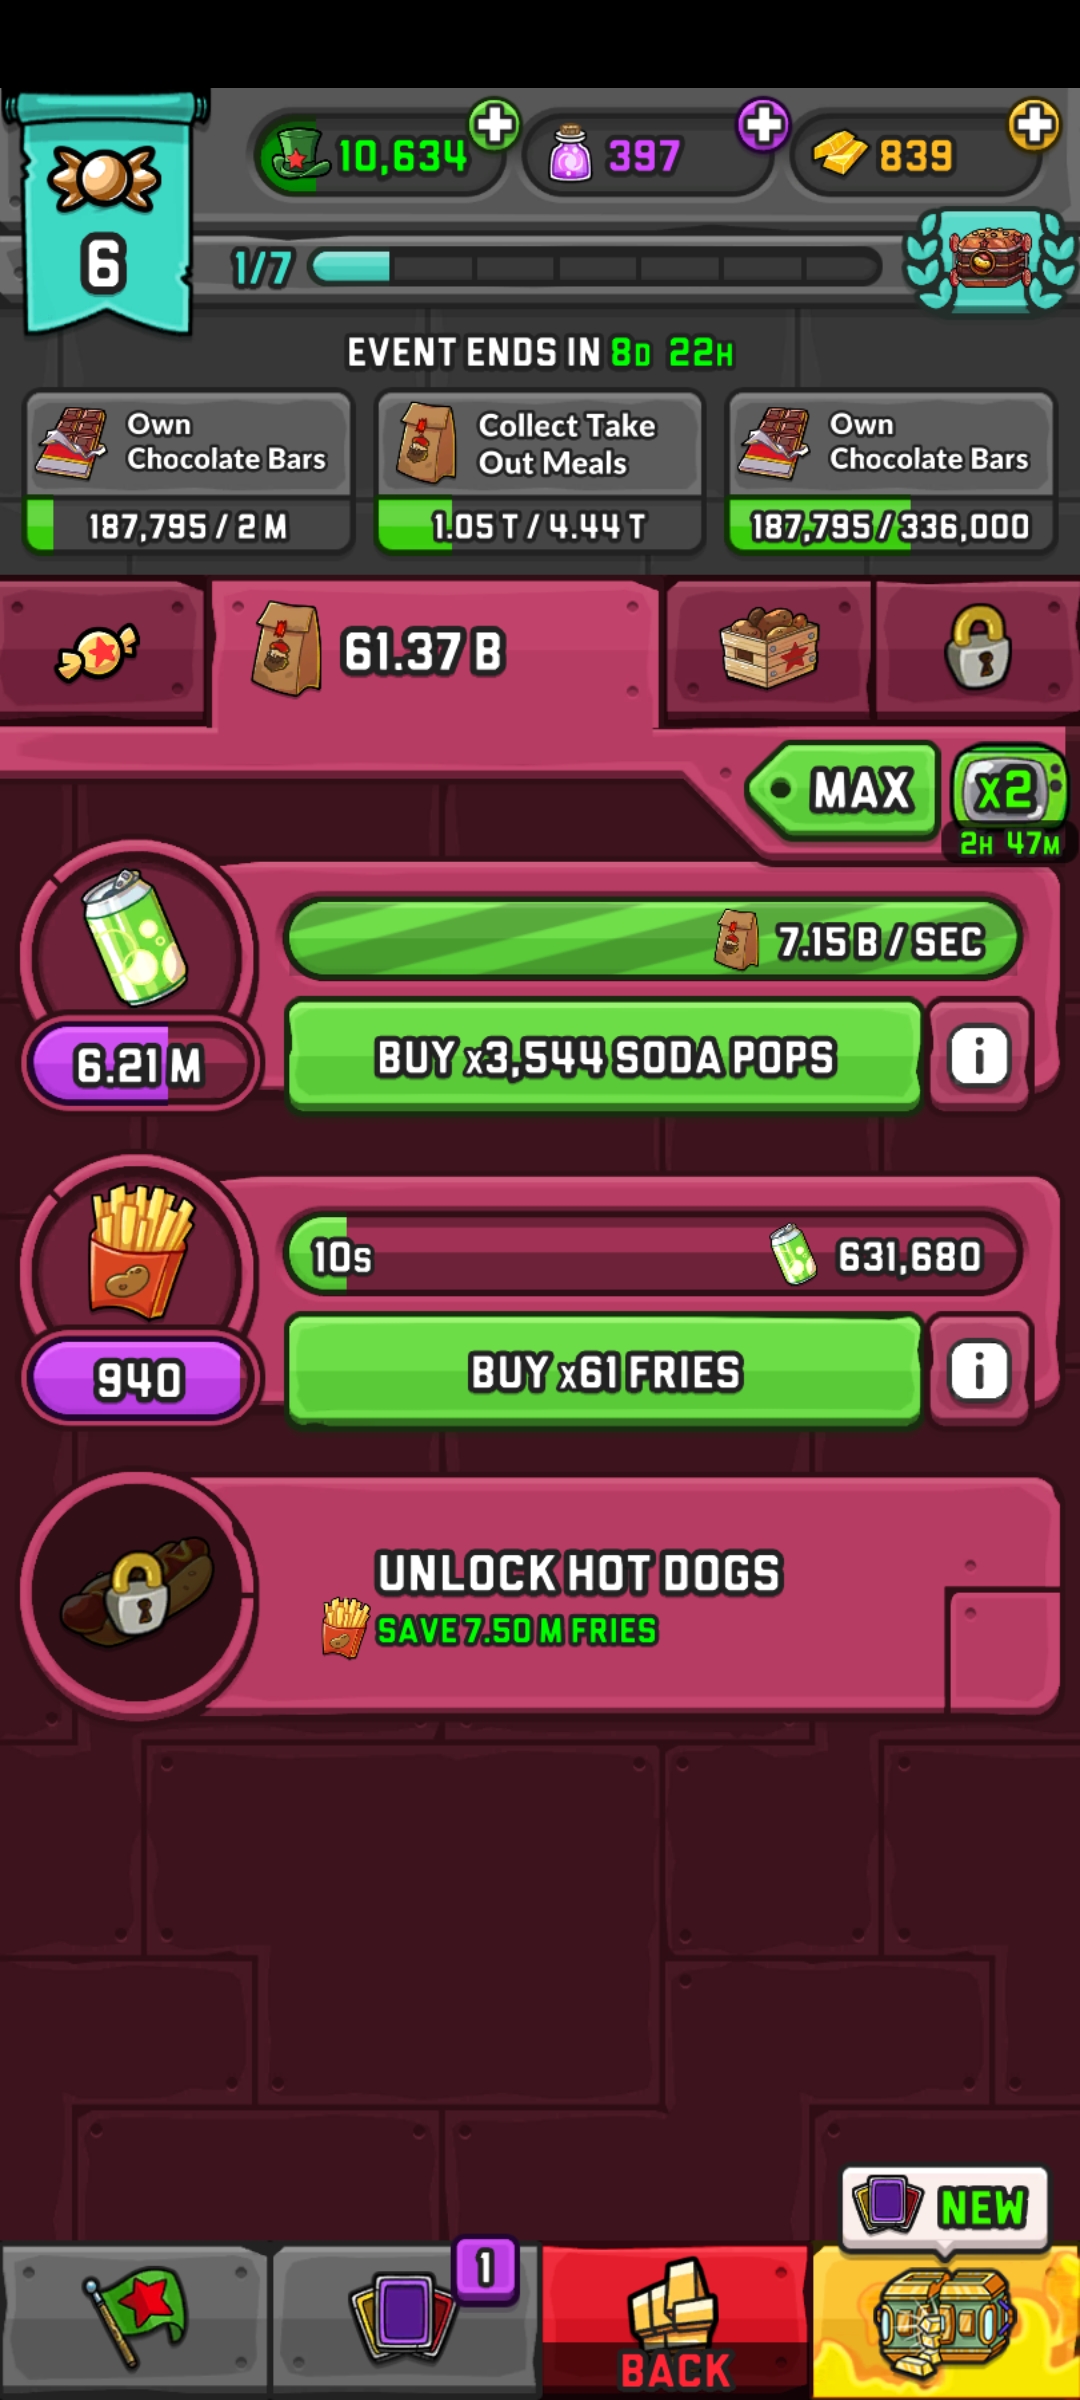 10,634
397
839
6
1/7
EVENT ENDS IN 8D 22H
Own
Chocolate Bars
187,795 / 2 M
Collect Take
Out Meals
1.05 T / 4.44 T
Own
Chocolate Bars
187,795 / 336,000
61.37 B
MAX
x2
2H 47M
7.15 B / SEC
6.21 M
BUY x3,544 SODA POPS
i
10s
631,680
940
BUY x61 FRIES
i
UNLOCK HOT DOGS
SAVE 7.50 M FRIES
NEW
1
BACK